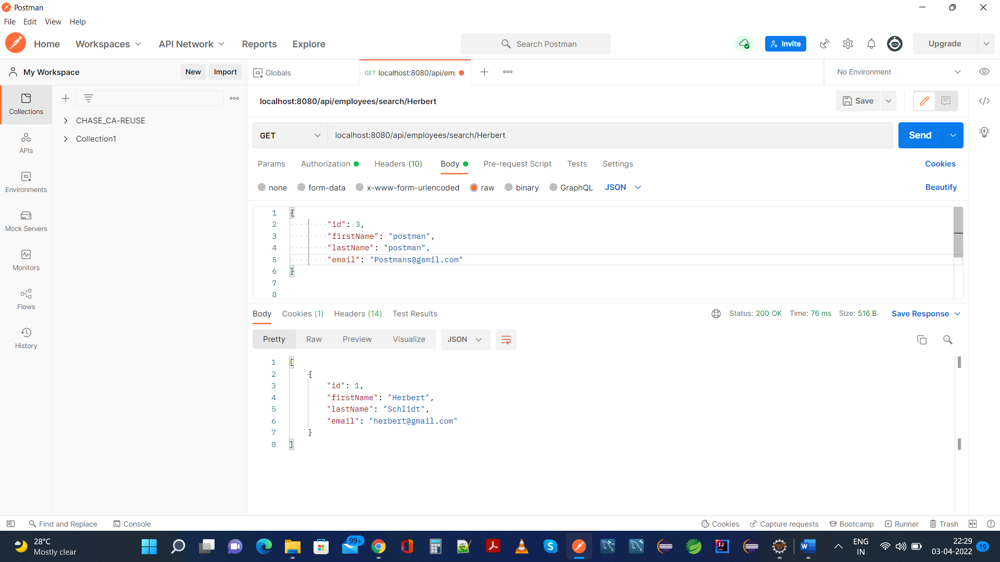 Postman
File Edit View Help
Home Workspaces API Network Reports Explore Search Postman Invite Upgrade
My Workspace New Import Globals GET localhost:8080/api/em No Environment
localhost:8080/api/employees/search/Herbert Save
Collections
APIs
Environments
Mock Servers
Monitors
Flows
History
CHASE_CA-REUSE
Collection1
GET localhost:8080/api/employees/search/Herbert Send
Params Authorization Headers (10) Body Pre-request Script Tests Settings Cookies
none form-data x-www-form-urlencoded raw binary GraphQL JSON Beautify
1 {
2 "id": 3,
3 "firstName": "postman",
4 "lastName": "postman",
5 "email": "Postmans@gamil.com"
6 }
7
8
Body Cookies (1) Headers (14) Test Results Status: 200 OK Time: 76 ms Size: 516 B Save Response
Pretty Raw Preview Visualize JSON
1 [
2 {
3 "id": 1,
4 "firstName": "Herbert",
5 "lastName": "Schlidt",
6 "email": "herbert@gmail.com"
7 }
8 ]
Find and Replace Console Cookies Capture requests Bootcamp Runner Trash
28°C
Mostly clear
99+
ENG
IN
22:29
03-04-2022
19